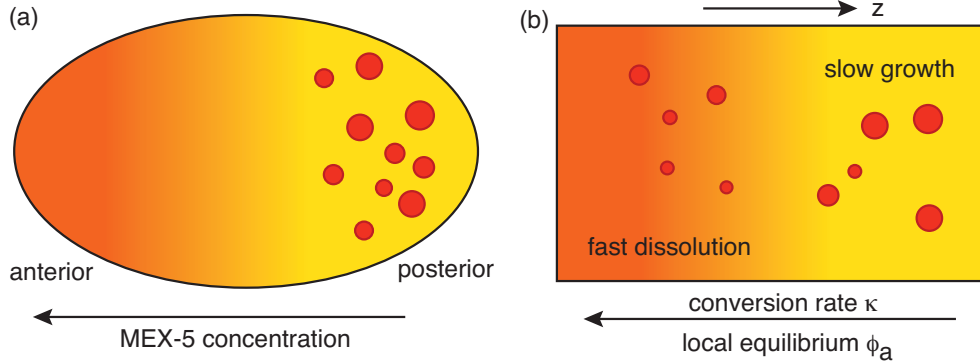 (a)
anterior
posterior
MEX-5 concentration
(b)
z
slow growth
fast dissolution
conversion rate κ
local equilibrium ϕa